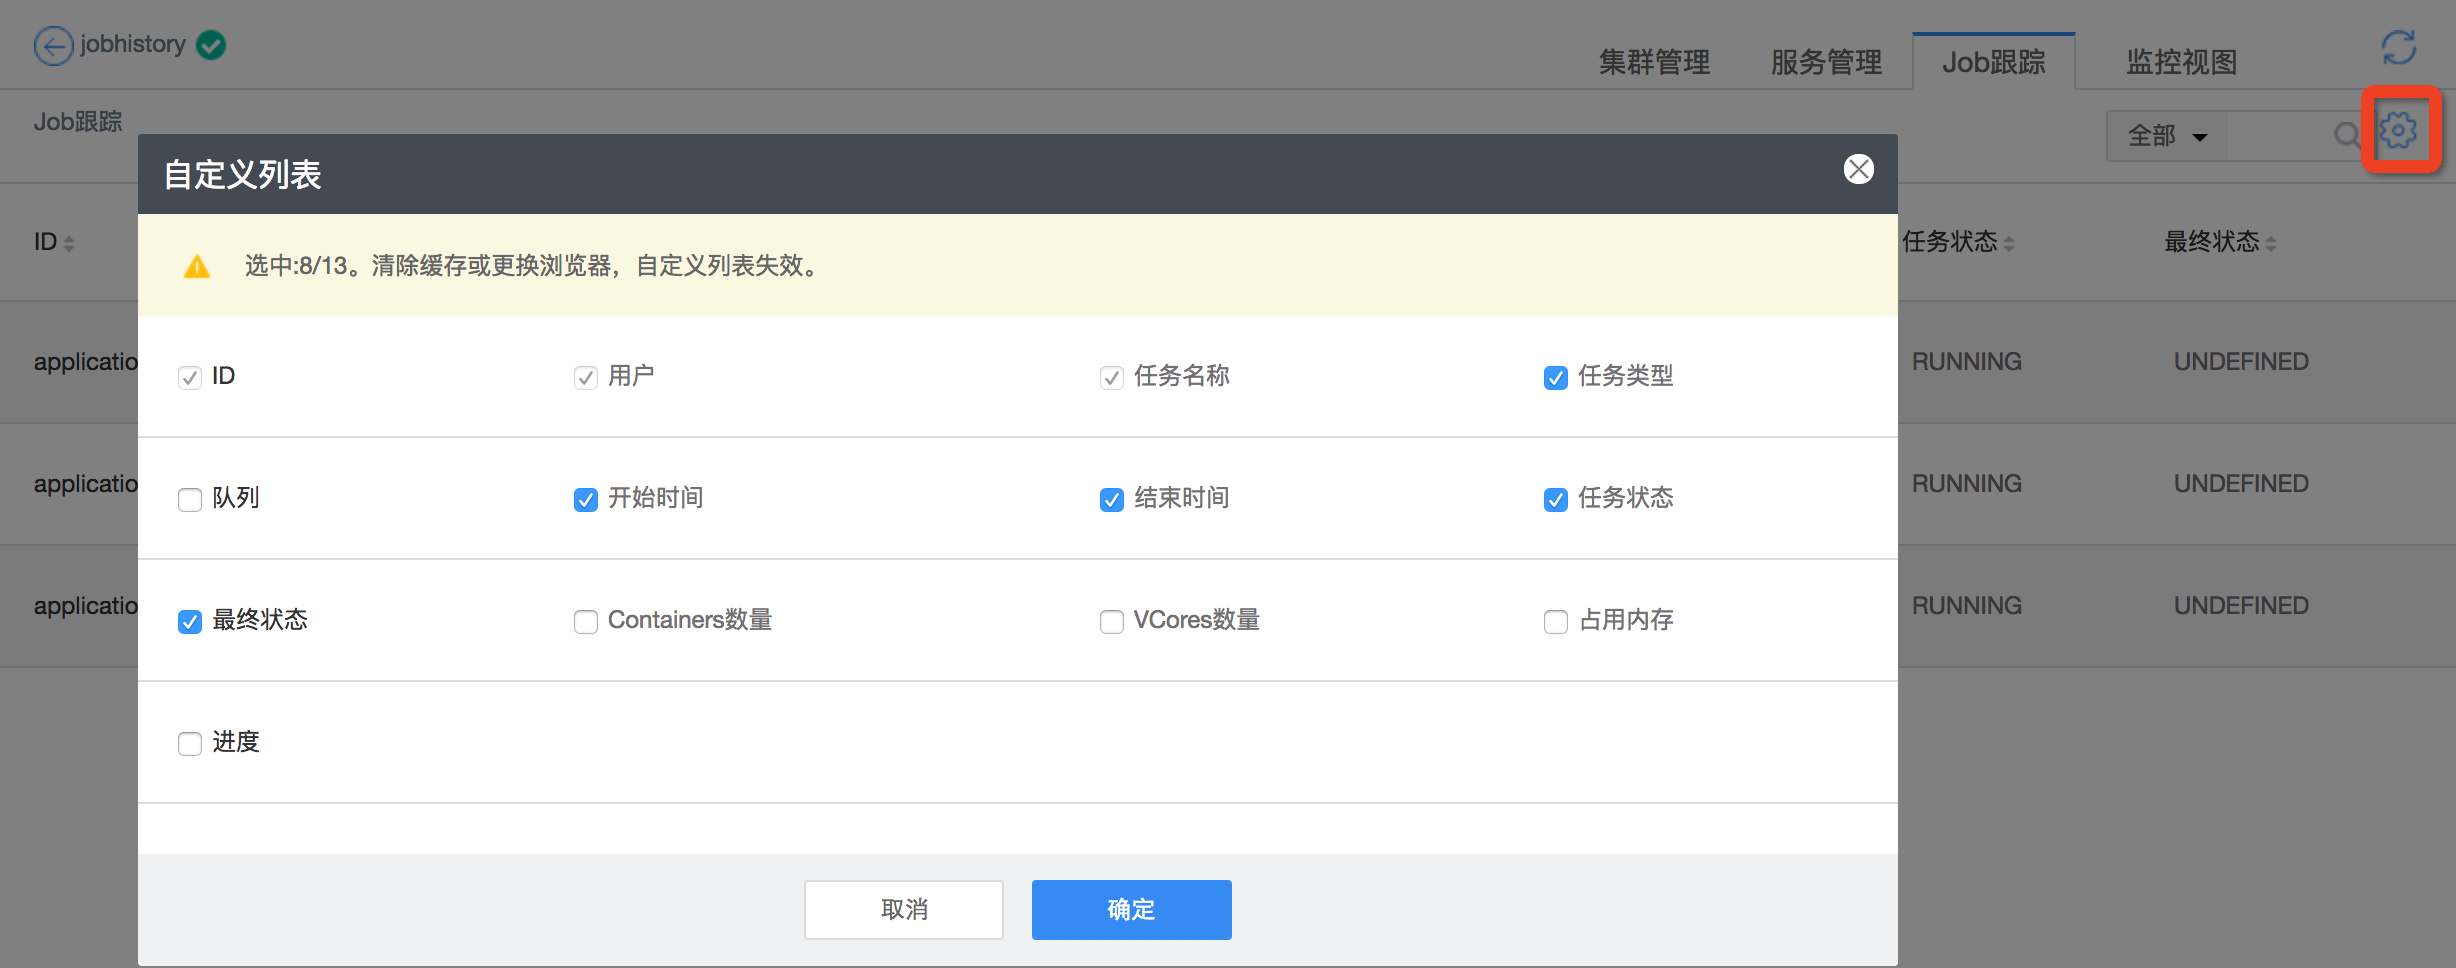 jobhistory
集群管理 服务管理 Job跟踪 监控视图
Job跟踪
全部
自定义列表
选中:8/13。清除缓存或更换浏览器，自定义列表失效。
ID 任务状态 最终状态
ID 用户 任务名称 任务类型
applicatio RUNNING UNDEFINED
队列 开始时间 结束时间 任务状态
applicatio RUNNING UNDEFINED
最终状态 Containers数量 VCores数量 占用内存
applicatio RUNNING UNDEFINED
进度
取消 确定